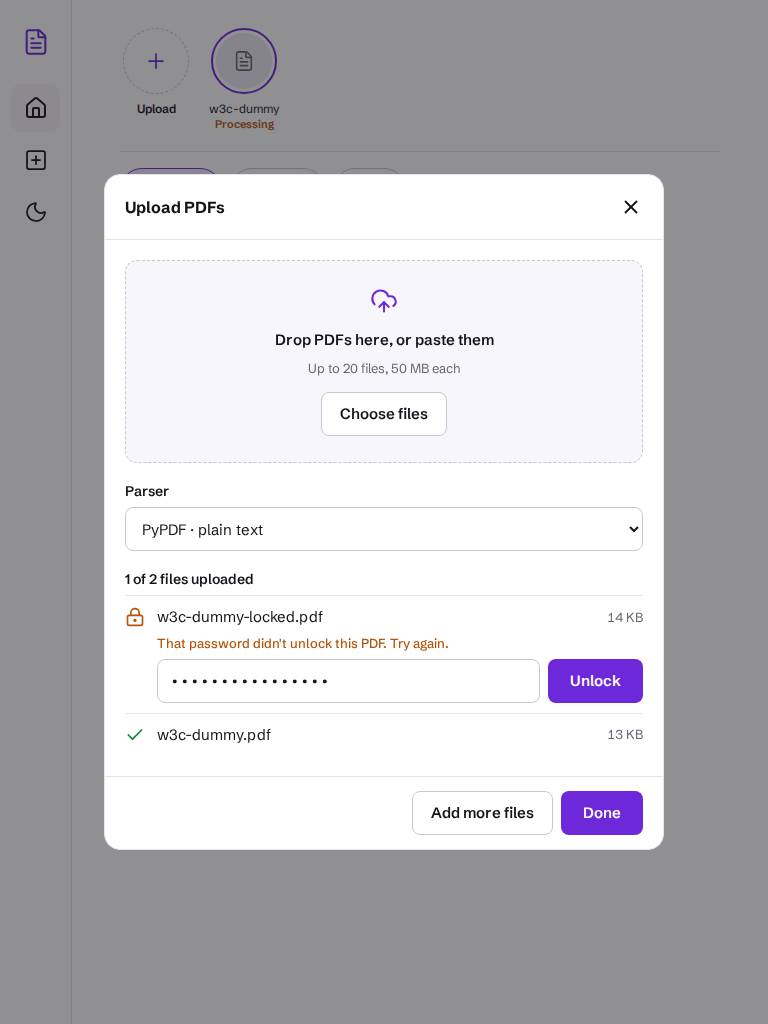 Upload
w3c-dummy
Processing
Upload PDFs
Drop PDFs here, or paste them
Up to 20 files, 50 MB each
Choose files
Parser
PyPDF · plain text
1 of 2 files uploaded
w3c-dummy-locked.pdf 14 KB
That password didn't unlock this PDF. Try again.
••••••••••••••••
Unlock
w3c-dummy.pdf 13 KB
Add more files
Done